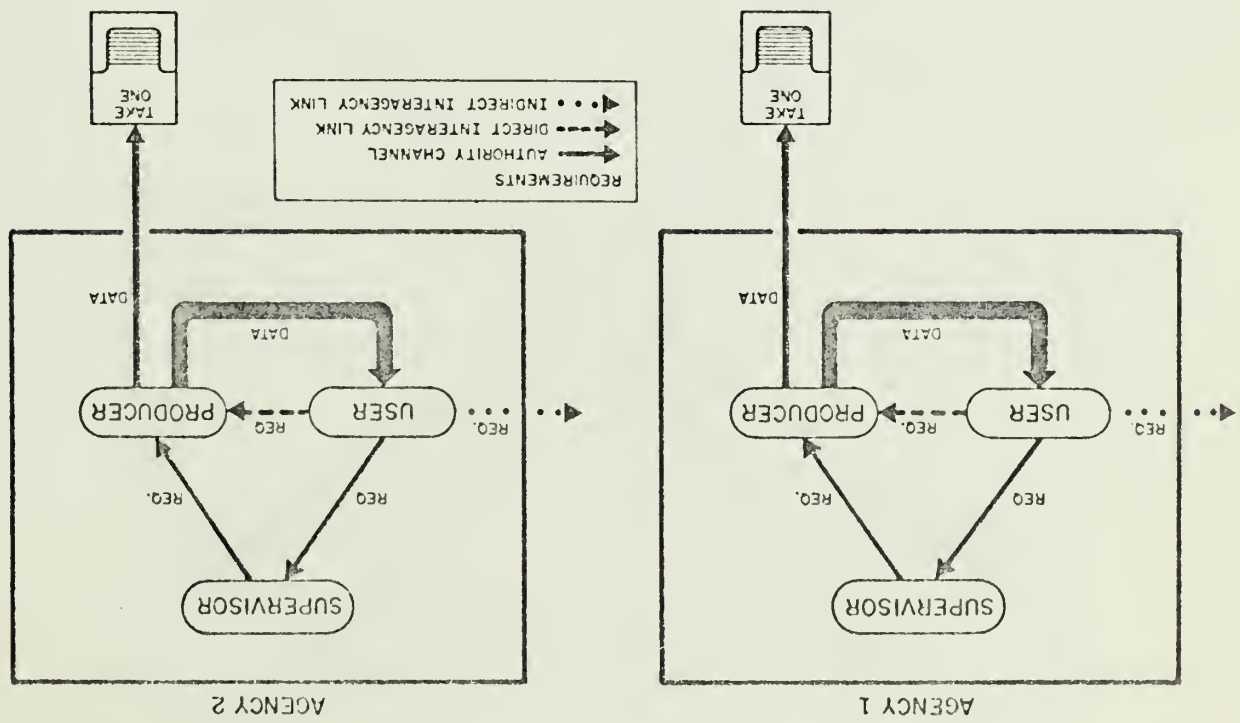 AGENCY 1
SUPERVISOR
REQ
REQ.
REQ.
REQ.
USER
PRODUCER
DATA
DATA
TAKE
ONE
AGENCY 2
SUPERVISOR
REQ
REQ.
REQ.
REQ
USER
PRODUCER
DATA
DATA
REQUIREMENTS
AUTHORITY CHANNEL
DIRECT INTERAGENCY LINK
INDIRECT INTERAGENCY LINK
TAKE
ONE